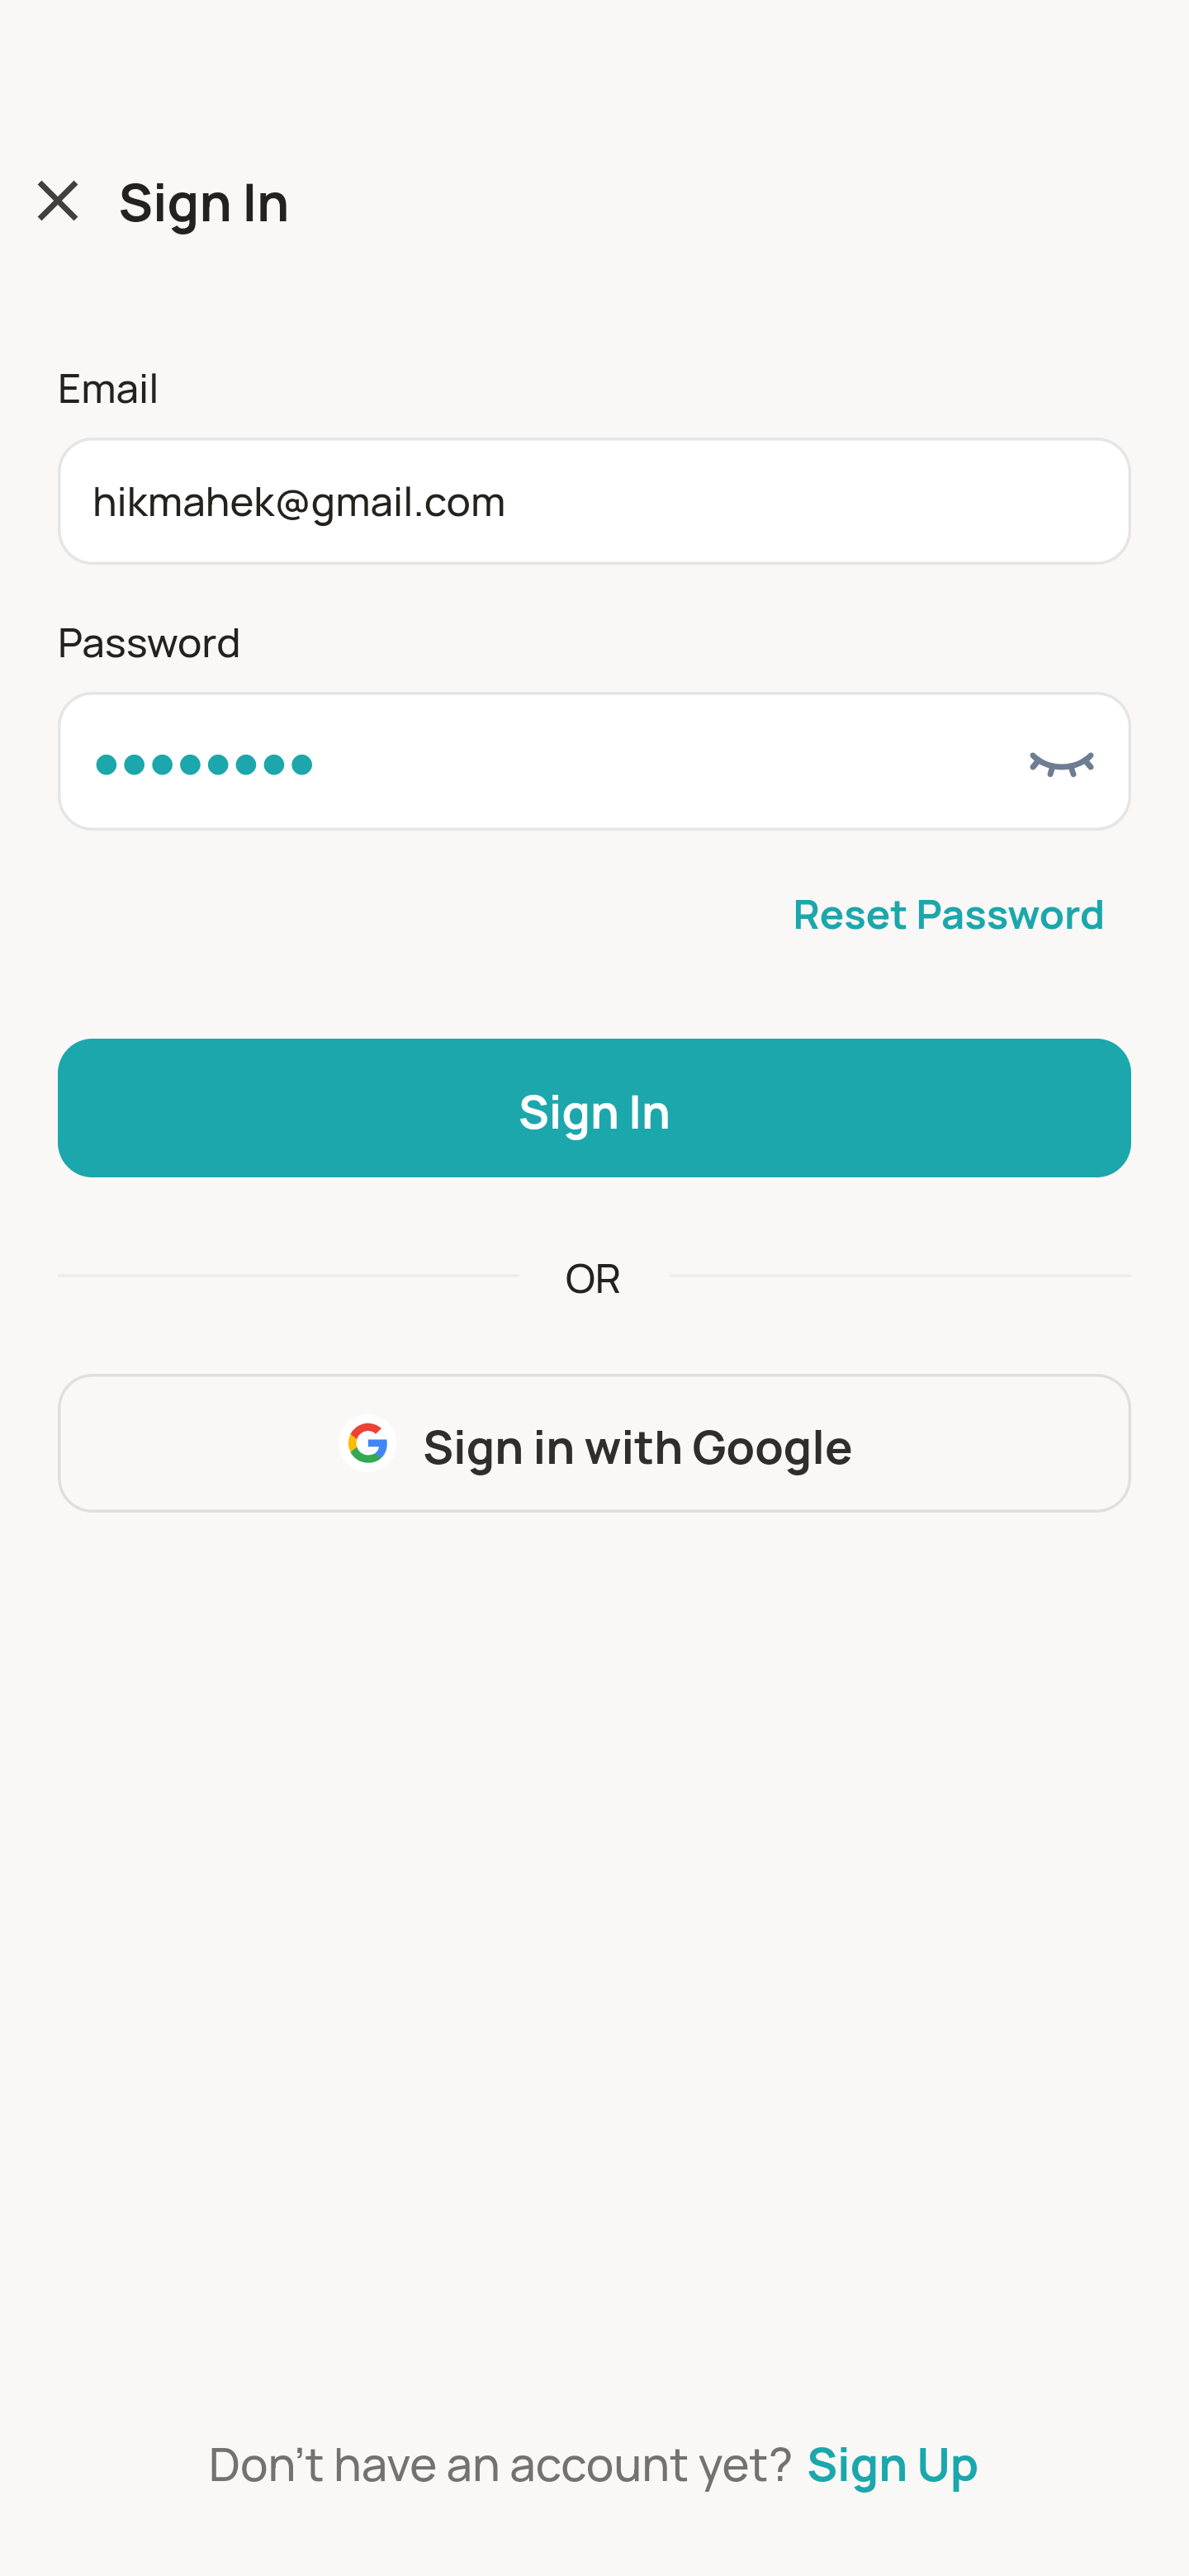 Sign In
Email
hikmahek@gmail.com
Password
Reset Password
Sign In
OR
Sign in with Google
Don't have an account yet? Sign Up